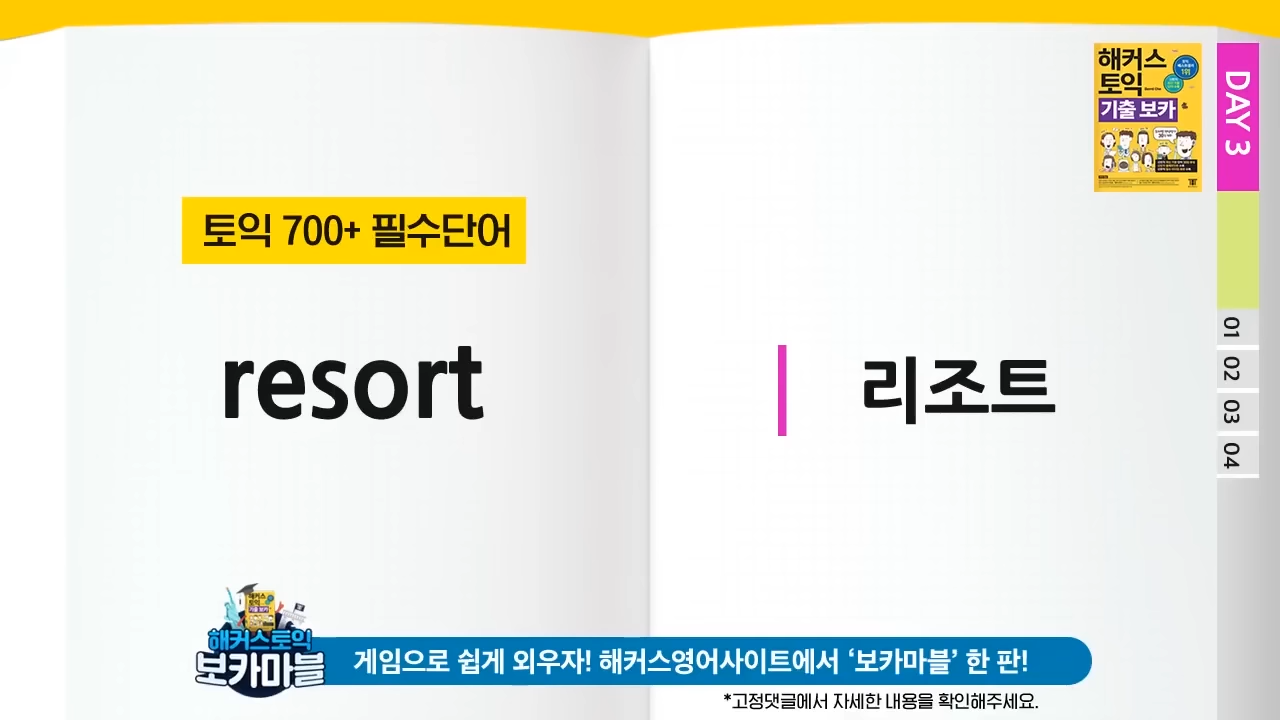 해커스
토익
기출 보카
DAY 3
토익 700+ 필수단어
resort
리조트
01
02
03
04
해커스토익
보카마블
게임으로 쉽게 외우자! 해커스영어사이트에서 ‘보카마블’ 한 판!
*고정댓글에서 자세한 내용을 확인해주세요.